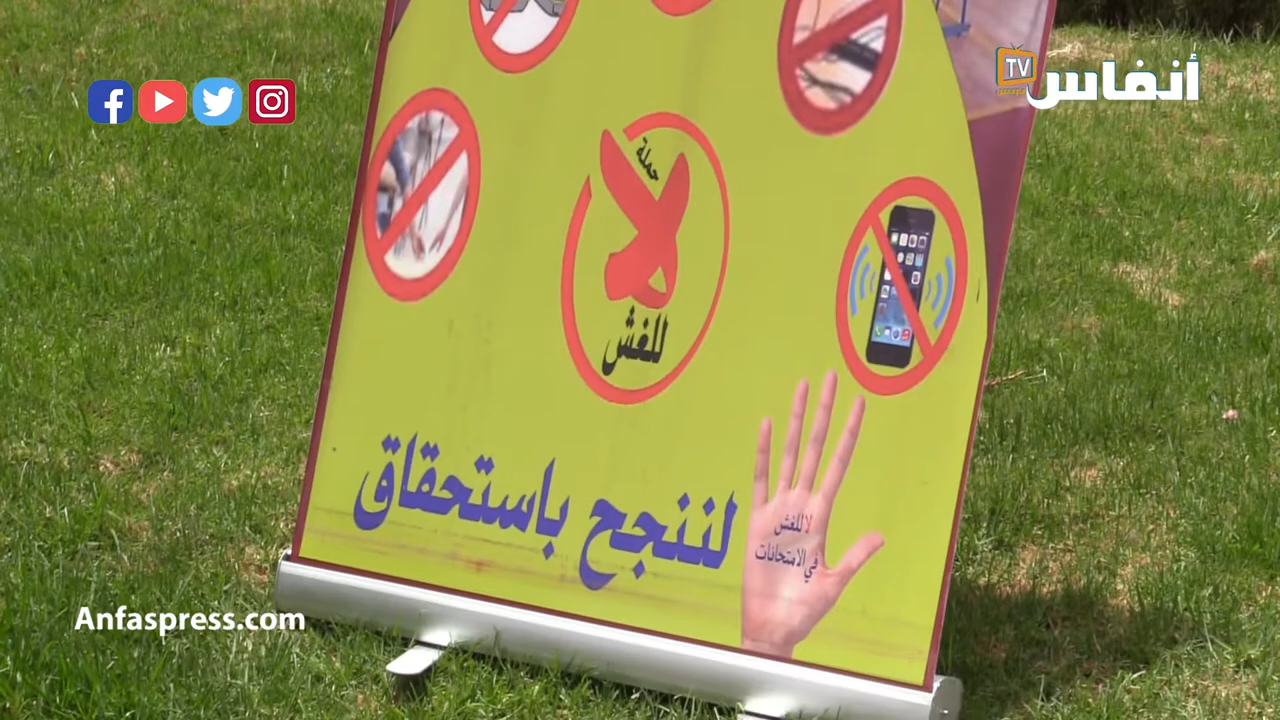 TV أنفاس
حملة
لا
للغش
لننجح باستحقاق
لا للغش
في الامتحانات
Anfaspress.com